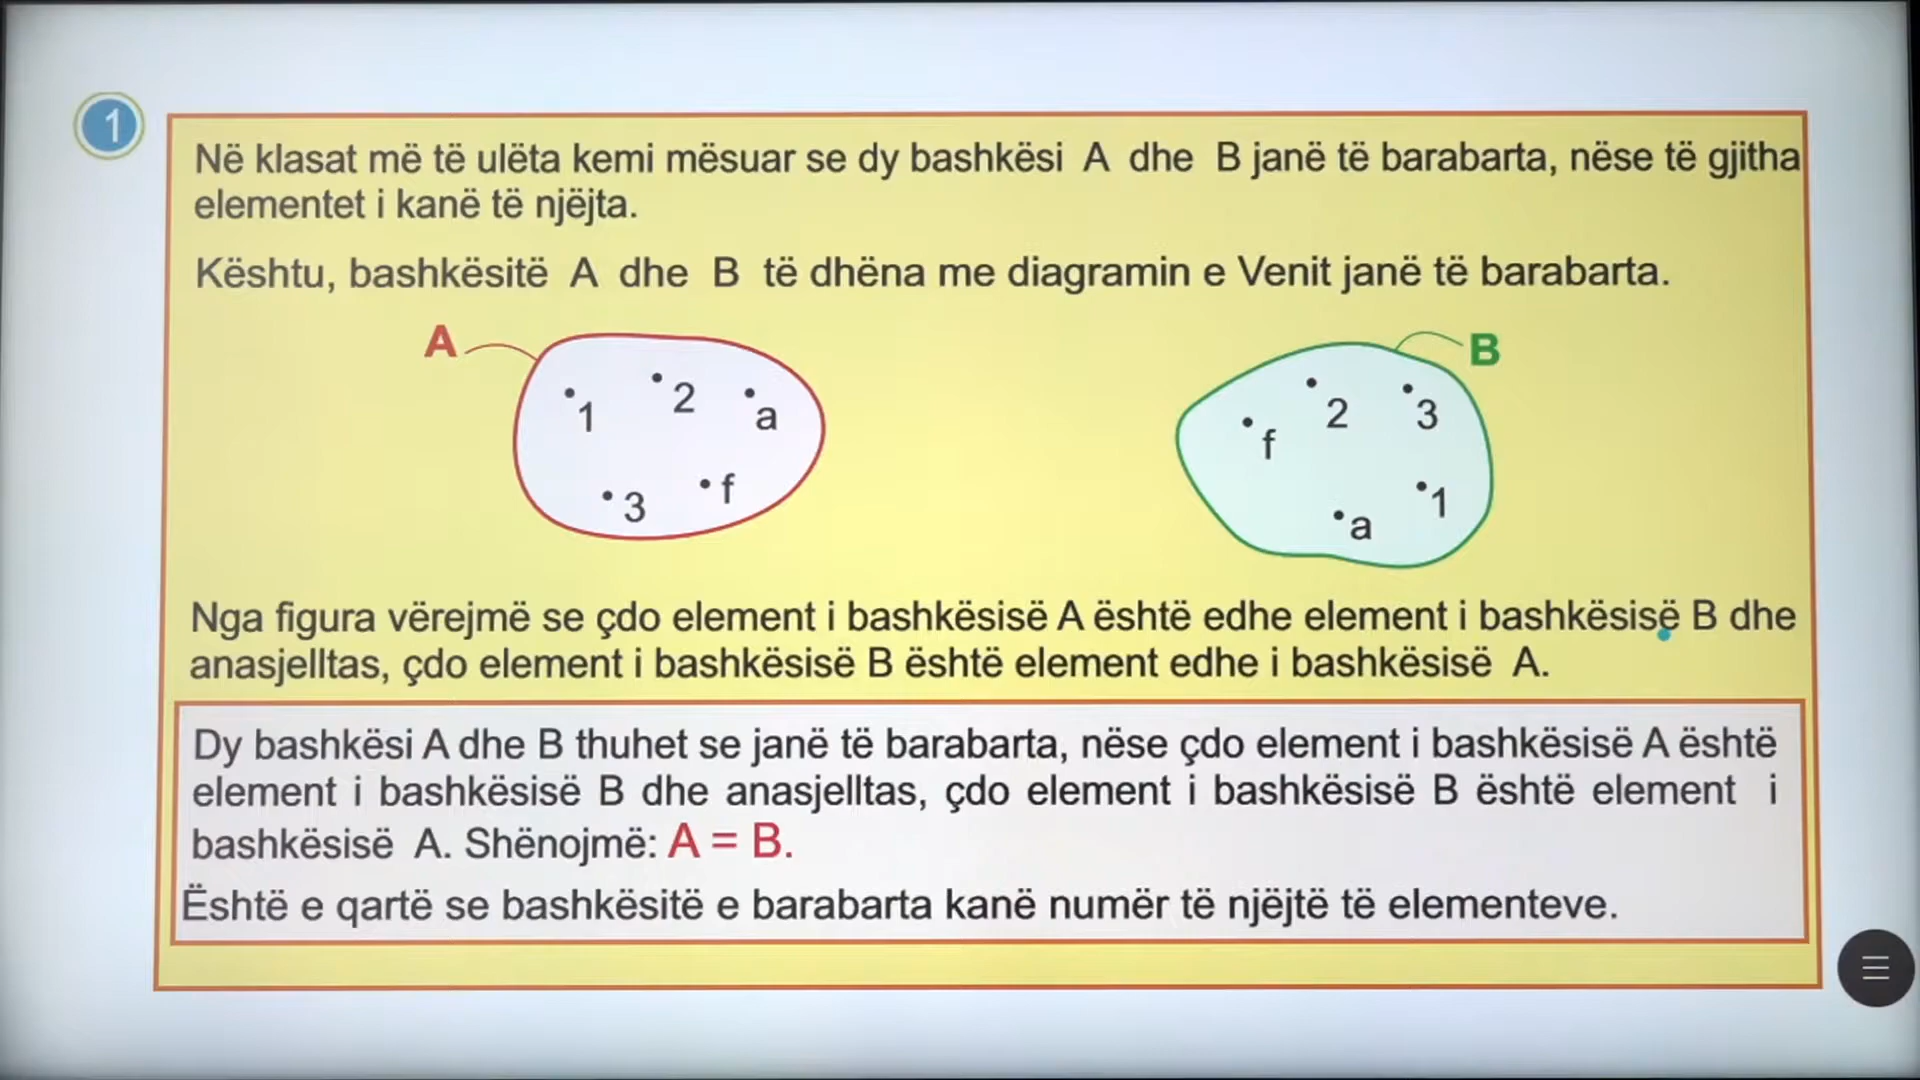 1
Në klasat më të ulëta kemi mësuar se dy bashkësi A dhe B janë të barabarta, nëse të gjitha
elementet i kanë të njëjta.
Kështu, bashkësitë A dhe B të dhëna me diagramin e Venit janë të barabarta.
A
1 2 a
3 f
B
f 2 3
a 1
Nga figura vërejmë se çdo element i bashkësisë A është edhe element i bashkësisë B dhe
anasjelltas, çdo element i bashkësisë B është element edhe i bashkësisë A.
Dy bashkësi A dhe B thuhet se janë të barabarta, nëse çdo element i bashkësisë A është
element i bashkësisë B dhe anasjelltas, çdo element i bashkësisë B është element i
bashkësisë A. Shënojmë: A = B.
Është e qartë se bashkësitë e barabarta kanë numër të njëjtë të elementeve.